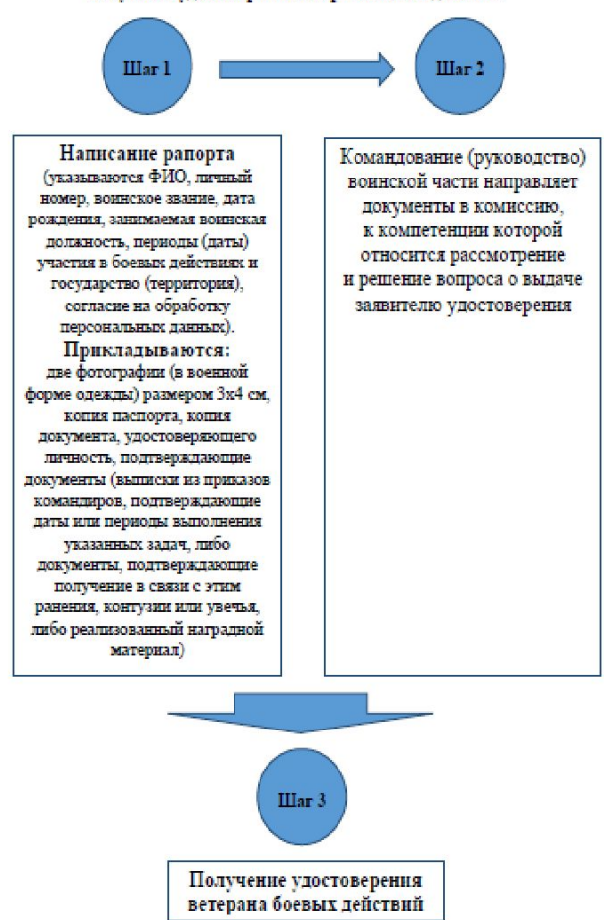 Шаг 1
Шаг 2
Написание рапорта
(указываются ФИО, личный
номер, воинское звание, дата
рождения, занимаемая воинская
должность, периоды (даты)
участия в боевых действиях и
государство (территория),
согласие на обработку
персональных данных).
Прикладываются:
две фотографии (в военной
форме одежды) размером 3х4 см,
копия паспорта, копия
документа, удостоверяющего
личность, подтверждающие
документы (выписки из приказов
командиров, подтверждающие
даты или периоды выполнения
указанных задач, либо
документы, подтверждающие
получение в связи с этим
ранения, контузии или увечья,
либо реализованный наградной
материал)
Командование (руководство)
воинской части направляет
документы в комиссию,
к компетенции которой
относится рассмотрение
и решение вопроса о выдаче
заявителю удостоверения
Шаг 3
Получение удостоверения
ветерана боевых действий